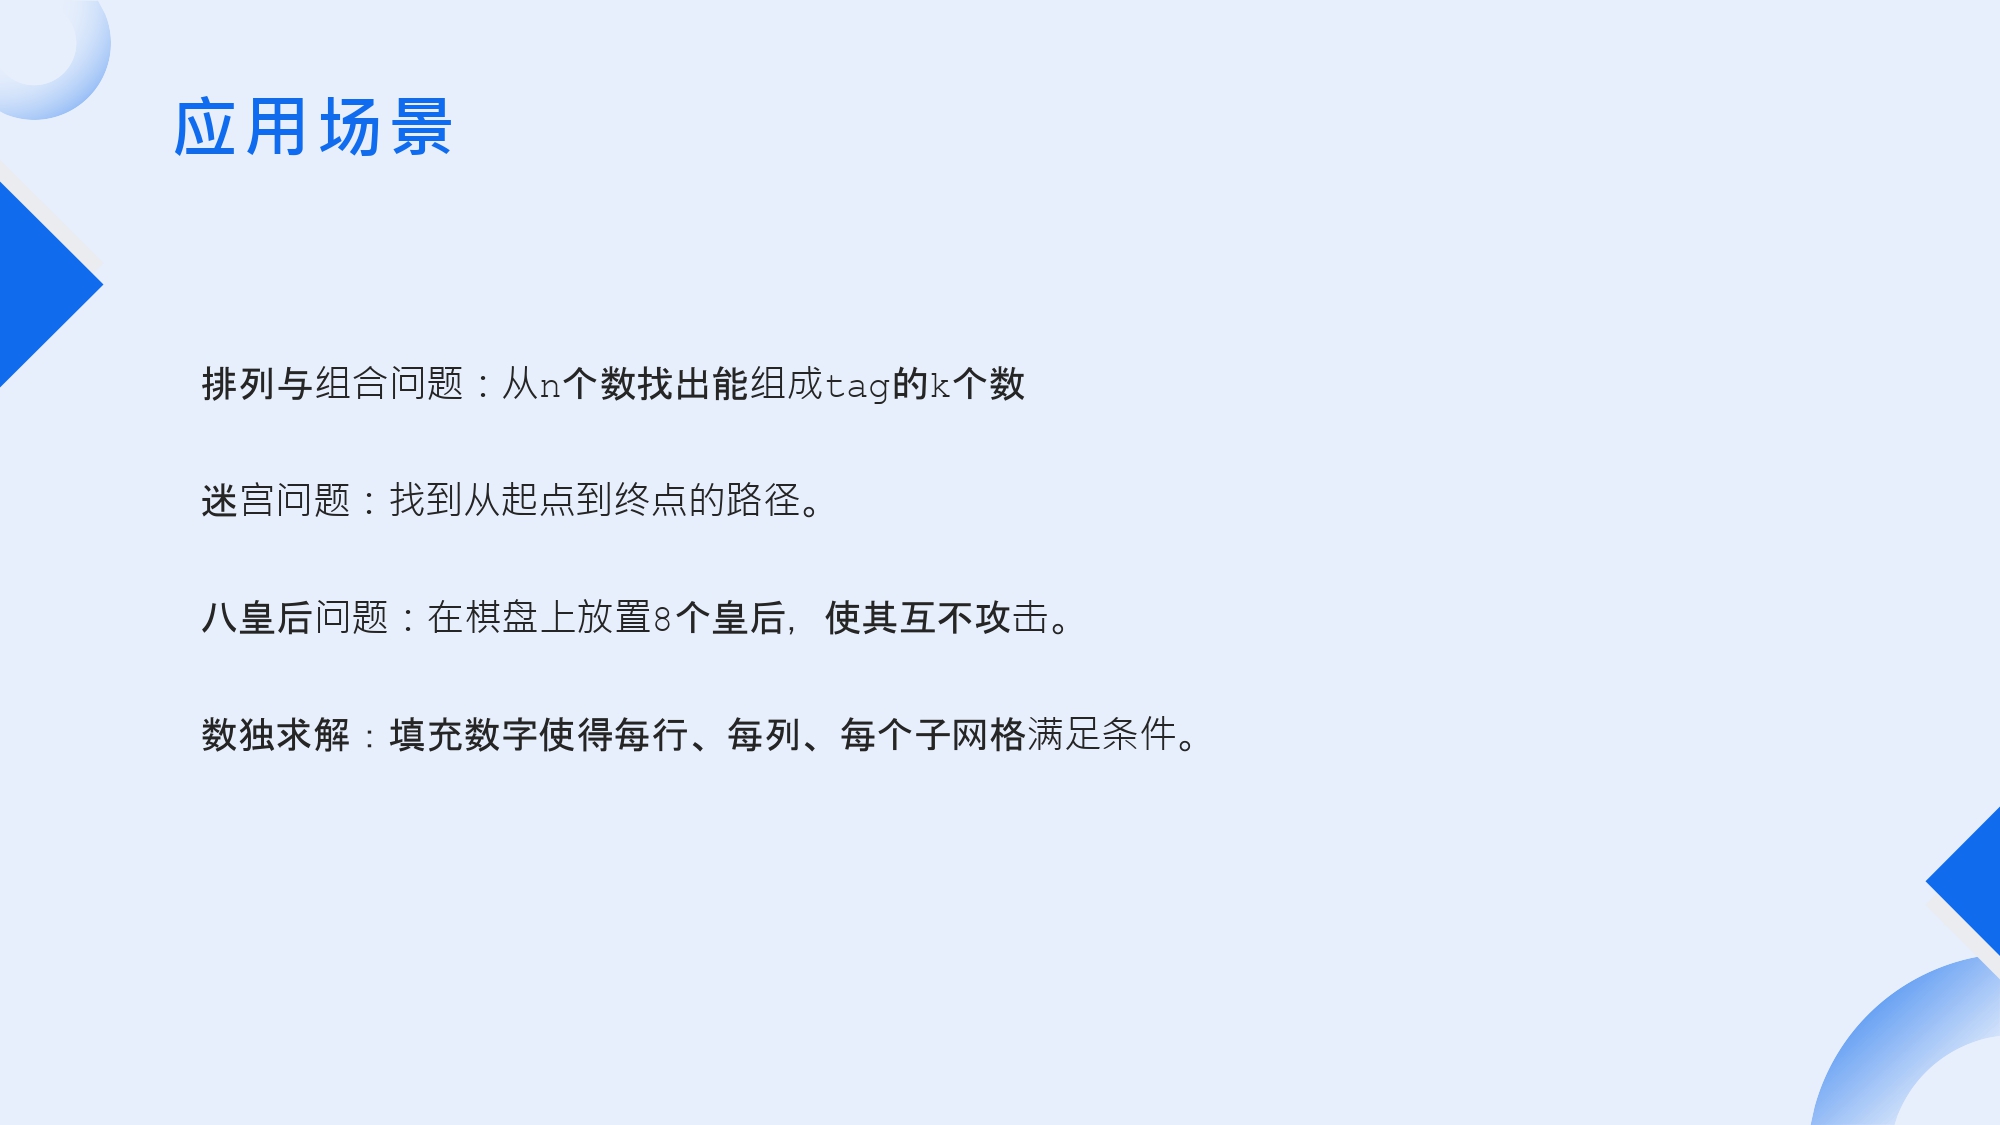 应用场景
排列与组合问题：从n个数找出能组成tag的k个数
迷宫问题：找到从起点到终点的路径。
八皇后问题：在棋盘上放置8个皇后，使其互不攻击。
数独求解：填充数字使得每行、每列、每个子网格满足条件。